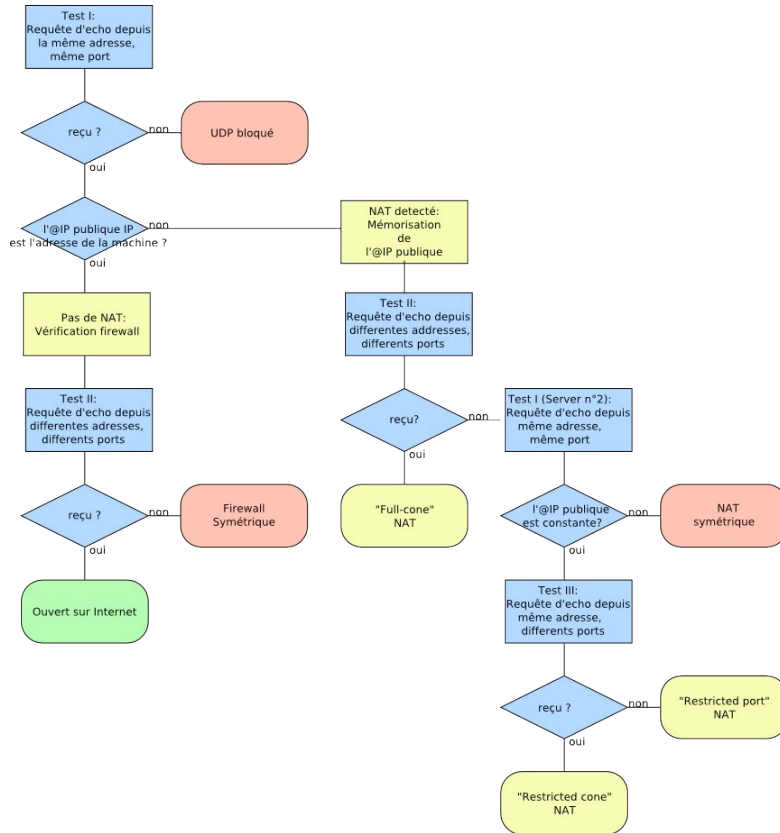 Test I:
Requête d'echo depuis
la même adresse,
même port
reçu ?
non
UDP bloqué
oui
l'@IP publique IP
est l'adresse de la machine ?
non
NAT detecté:
Mémorisation
de
l'@IP publique
oui
Pas de NAT:
Vérification firewall
Test II:
Requête d'echo depuis
differentes adresses,
differents ports
reçu ?
non
Firewall
Symétrique
oui
Ouvert sur Internet
Test II:
Requête d'echo depuis
differentes addresses,
differents ports
reçu?
non
oui
"Full-cone"
NAT
Test I (Server n°2):
Requête d'echo depuis
même adresse,
même port
l'@IP publique
est constante?
non
NAT
symétrique
oui
Test III:
Requête d'echo depuis
même adresse,
differents ports
reçu ?
non
"Restricted port"
NAT
oui
"Restricted cone"
NAT